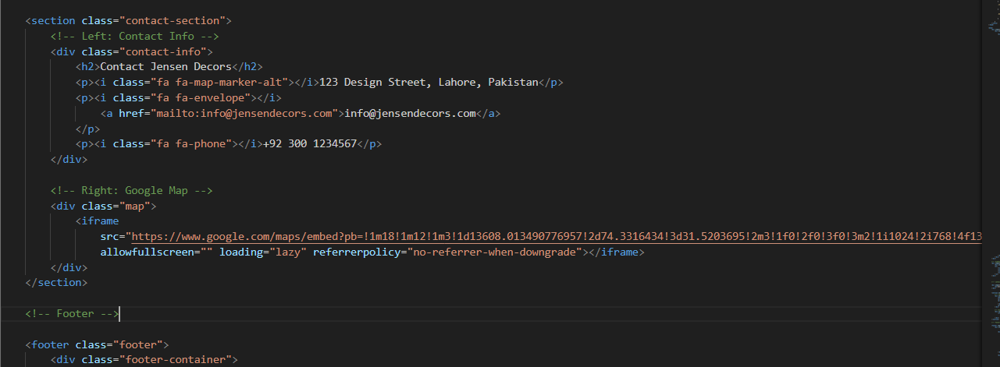 <section class="contact-section">
<!-- Left: Contact Info -->
<div class="contact-info">
<h2>Contact Jensen Decors</h2>
<p><i class="fa fa-map-marker-alt"></i>123 Design Street, Lahore, Pakistan</p>
<p><i class="fa fa-envelope"></i>
<a href="mailto:info@jensendecors.com">info@jensendecors.com</a>
</p>
<p><i class="fa fa-phone"></i>+92 300 1234567</p>
</div>
<!-- Right: Google Map -->
<div class="map">
<iframe
src="https://www.google.com/maps/embed?pb=!1m18!1m12!1m3!1d13608.013490776957!2d74.3316434!3d31.5203695!2m3!1f0!2f0!3f0!3m2!1i1024!2i768!4f13
allowfullscreen="" loading="lazy" referrerpolicy="no-referrer-when-downgrade"></iframe>
</div>
</section>
<!-- Footer -->
<footer class="footer">
<div class="footer-container">